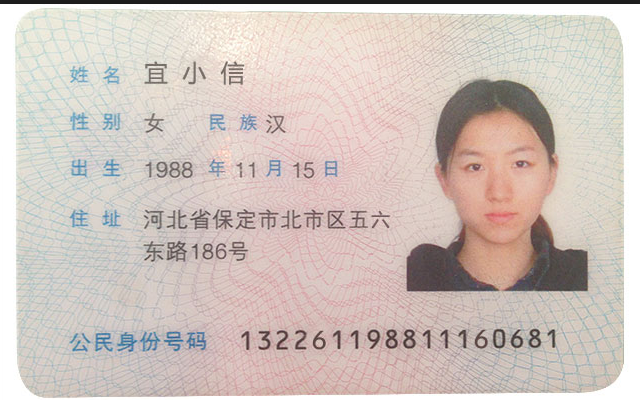 姓名 宜小信
性别 女 民族 汉
出生 1988 年 11 月 15 日
住址 河北省保定市北市区五六
东路186号
公民身份号码 132261198811160681